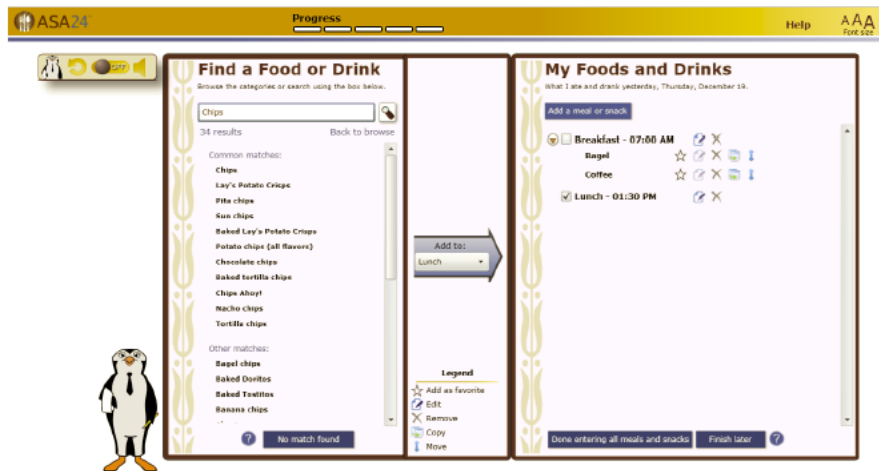 ASA24
Progress
Help
AAA
Font size
OFF
Find a Food or Drink
Browse the categories or search using the box below.
Chips
34 results
Back to browse
Common matches:
Chips
Lay's Potato Crisps
Pita chips
Sun chips
Baked Lay's Potato Crisps
Potato chips (all flavors)
Chocolate chips
Baked tortilla chips
Chips Ahoy!
Nacho chips
Tortilla chips
Other matches:
Bagel chips
Baked Doritos
Baked Tostitos
Banana chips
No match found
Add to:
Lunch
Legend
Add as favorite
Edit
Remove
Copy
Move
My Foods and Drinks
What I ate and drank yesterday, Thursday, December 19.
Add a meal or snack
Breakfast - 07:00 AM
Bagel
Coffee
Lunch - 01:30 PM
Done entering all meals and snacks
Finish later